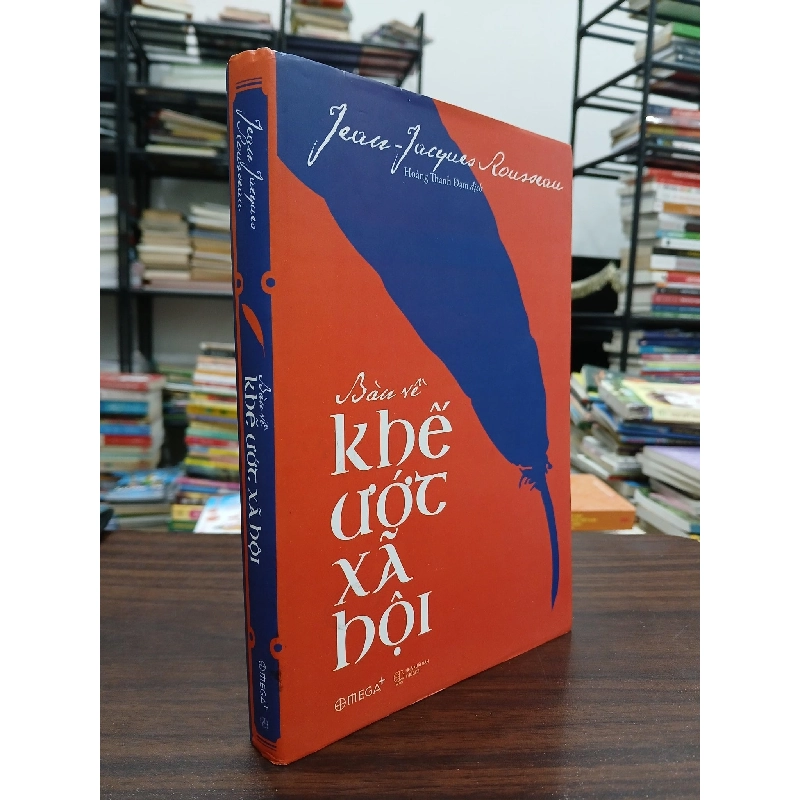 Jean-Jacques Rousseau
Hoàng Thanh Đạm dịch
Bàn về
khế
ước
xã
hội
OMEGA+
Jean-Jacques
Rousseau
Bàn về
khế ước xã hội
OMEGA+